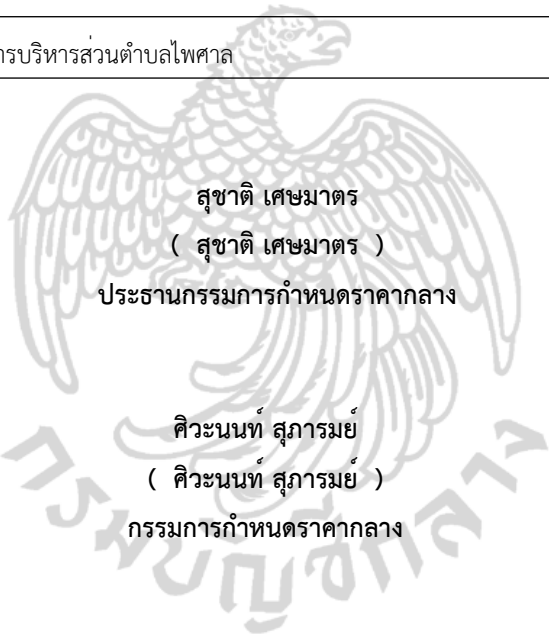 ารบริหารส่วนตำบลไพศาล
สุชาติ เศษมาตร
( สุชาติ เศษมาตร )
ประธานกรรมการกำหนดราคากลาง
ศิวะนนท์ สุภารมย์
( ศิวะนนท์ สุภารมย์ )
กรรมการกำหนดราคากลาง
กรมบัญชีกลาง